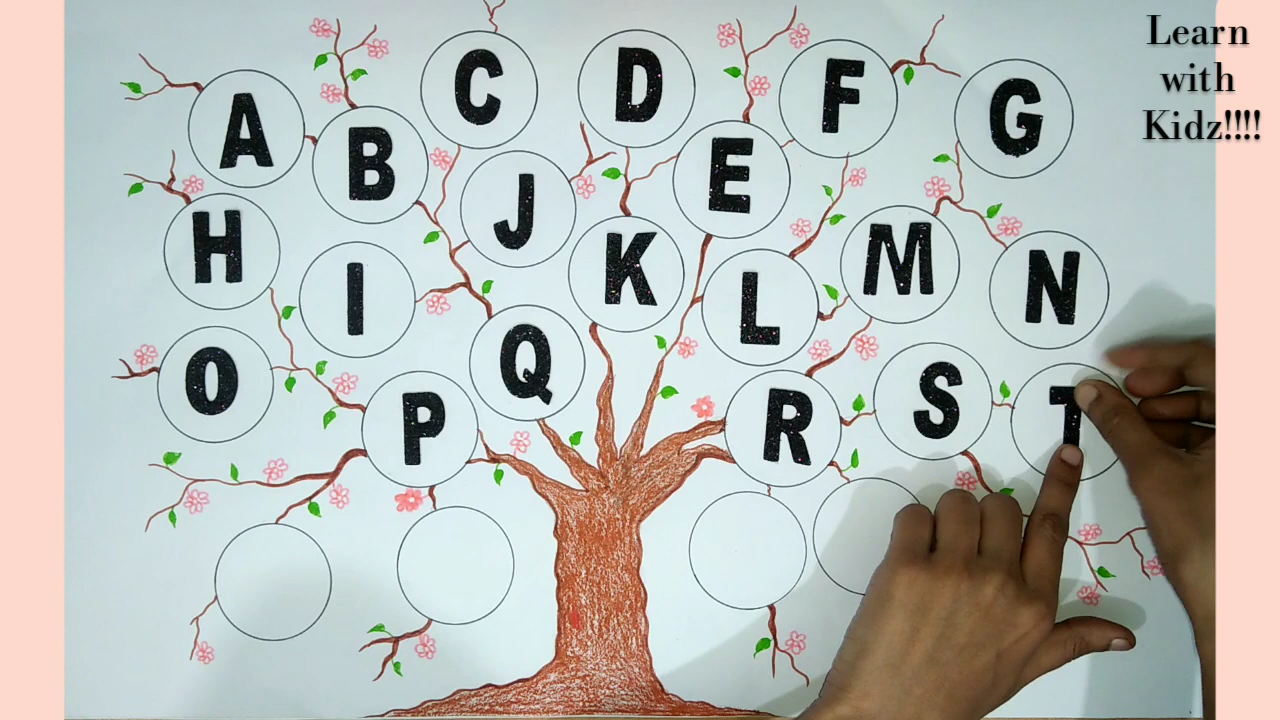 Learn
with
Kidz!!!!
A B C D E F G
H I J K L M N
O P Q R S T